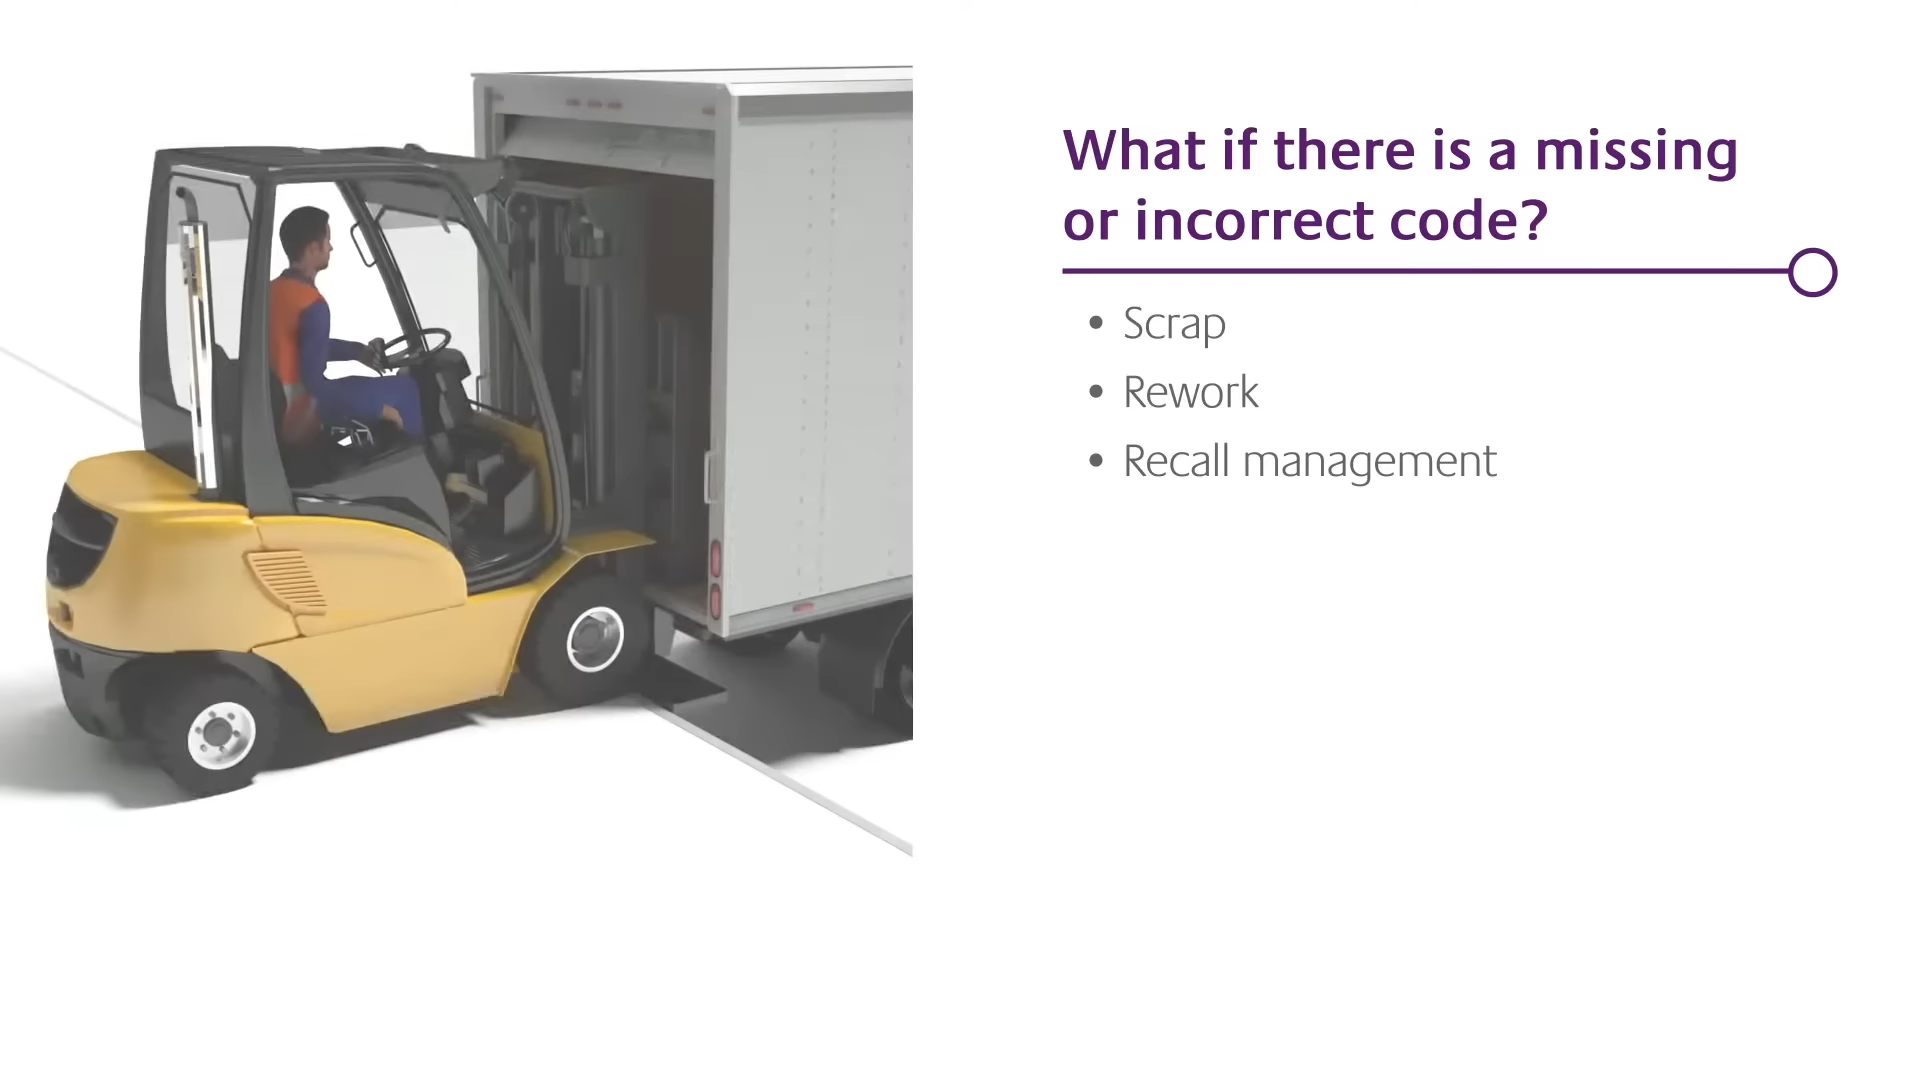 What if there is a missing
or incorrect code?
• Scrap
• Rework
• Recall management